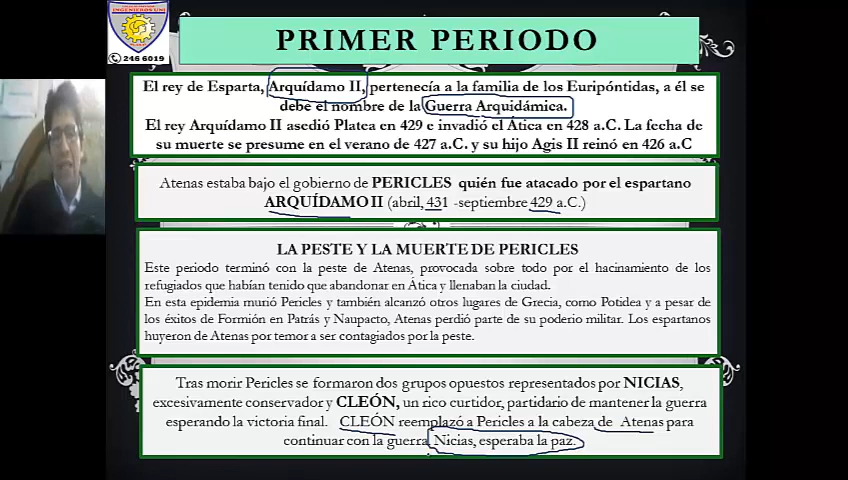 INGENIEROS UNI
246 6019
PRIMER PERIODO
El rey de Esparta, Arquídamo II, pertenecía a la familia de los Euripóntidas, a él se
debe el nombre de la Guerra Arquidámica.
El rey Arquídamo II asedió Platea en 429 e invadió el Ática en 428 a.C. La fecha de
su muerte se presume en el verano de 427 a.C. y su hijo Agis II reinó en 426 a.C
Atenas estaba bajo el gobierno de PERICLES quién fue atacado por el espartano
ARQUÍDAMO II (abril, 431 -septiembre 429 a.C.)
LA PESTE Y LA MUERTE DE PERICLES
Este periodo terminó con la peste de Atenas, provocada sobre todo por el hacinamiento de los
refugiados que habían tenido que abandonar en Ática y llenaban la ciudad.
En esta epidemia murió Pericles y también alcanzó otros lugares de Grecia, como Potidea y a pesar de
los éxitos de Formión en Patrás y Naupacto, Atenas perdió parte de su poderio militar. Los espartanos
huyeron de Atenas por temor a ser contagiados por la peste.
Tras morir Pericles se formaron dos grupos opuestos representados por NICIAS,
excesivamente conservador y CLEÓN, un rico curtidor, partidario de mantener la guerra
esperando la victoria final. CLEÓN reemplazó a Pericles a la cabeza de Atenas para
continuar con la guerra Nicias, esperaba la paz.